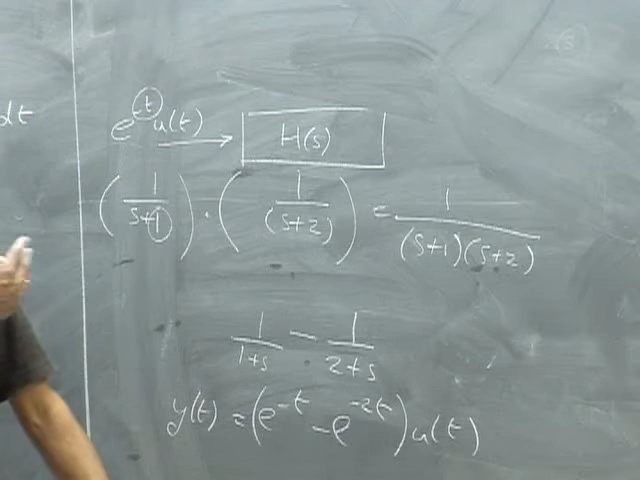 dt
e^{-t} u(t) → H(s)
(1/(s+1)) · (1/(s+2)) = 1/((s+1)(s+2))
1/(1+s) - 1/(2+s)
y(t) = (e^{-t} - e^{-2t}) u(t)